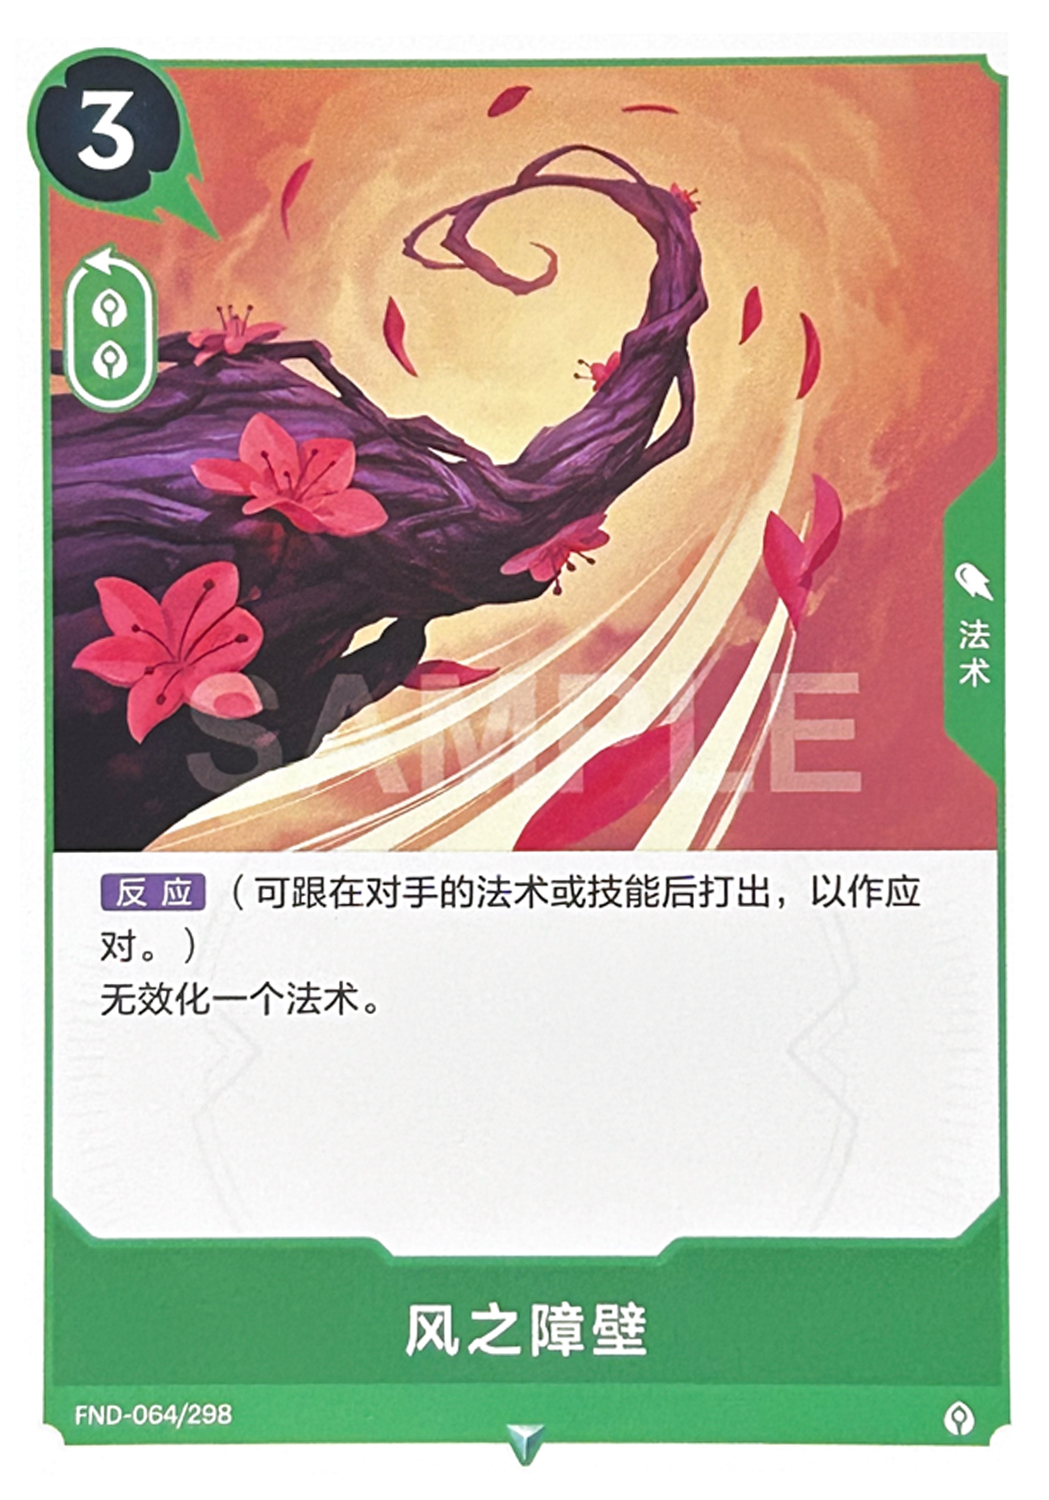 3
法术
SAMPLE
反应 （可跟在对手的法术或技能后打出，以作应
对。）
无效化一个法术。
风之障壁
FND-064/298